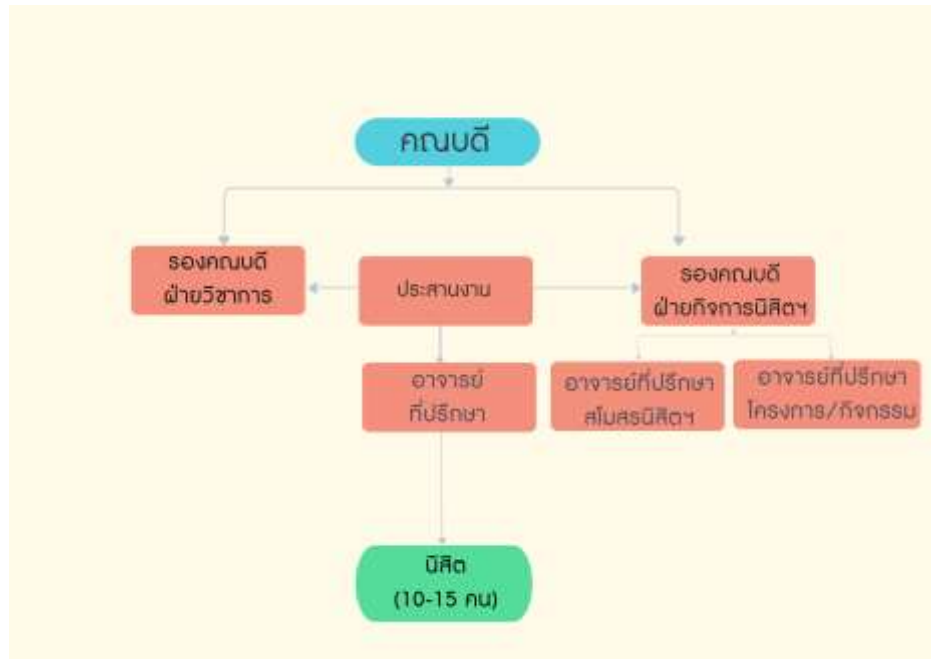 คณบดี
รองคณบดี
ฝ่ายวิชาการ
ประสานงาน
รองคณบดี
ฝ่ายกิจการนิสิตฯ
อาจารย์
ที่ปรึกษา
อาจารย์ที่ปรึกษา
สโมสรนิสิตฯ
อาจารย์ที่ปรึกษา
โครงการ/กิจกรรม
นิสิต
(10-15 คน)